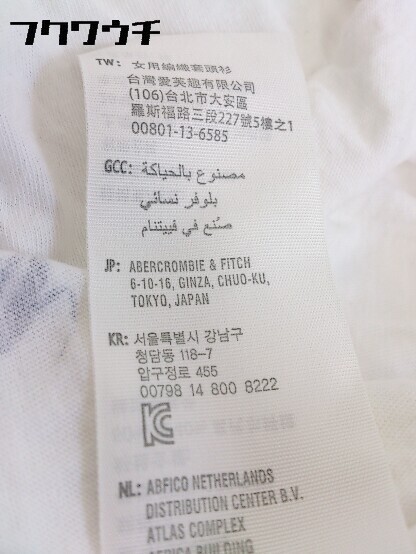 フクワウチ
TW: 女用編織套頭衫
台灣愛芙趣有限公司
(106)台北市大安區
羅斯福路三段227號5樓之1
00801-13-6585
GCC: مصنوع بالحياكة
بلوفر نسائي
صُنع في فييتنام
JP: ABERCROMBIE & FITCH
6-10-16, GINZA, CHUO-KU,
TOKYO, JAPAN
KR: 서울특별시 강남구
청담동 118-7
압구정로 455
00798 14 800 8222
NL: ABFICO NETHERLANDS
DISTRIBUTION CENTER B.V.
ATLAS COMPLEX
AFRICA BUILDING